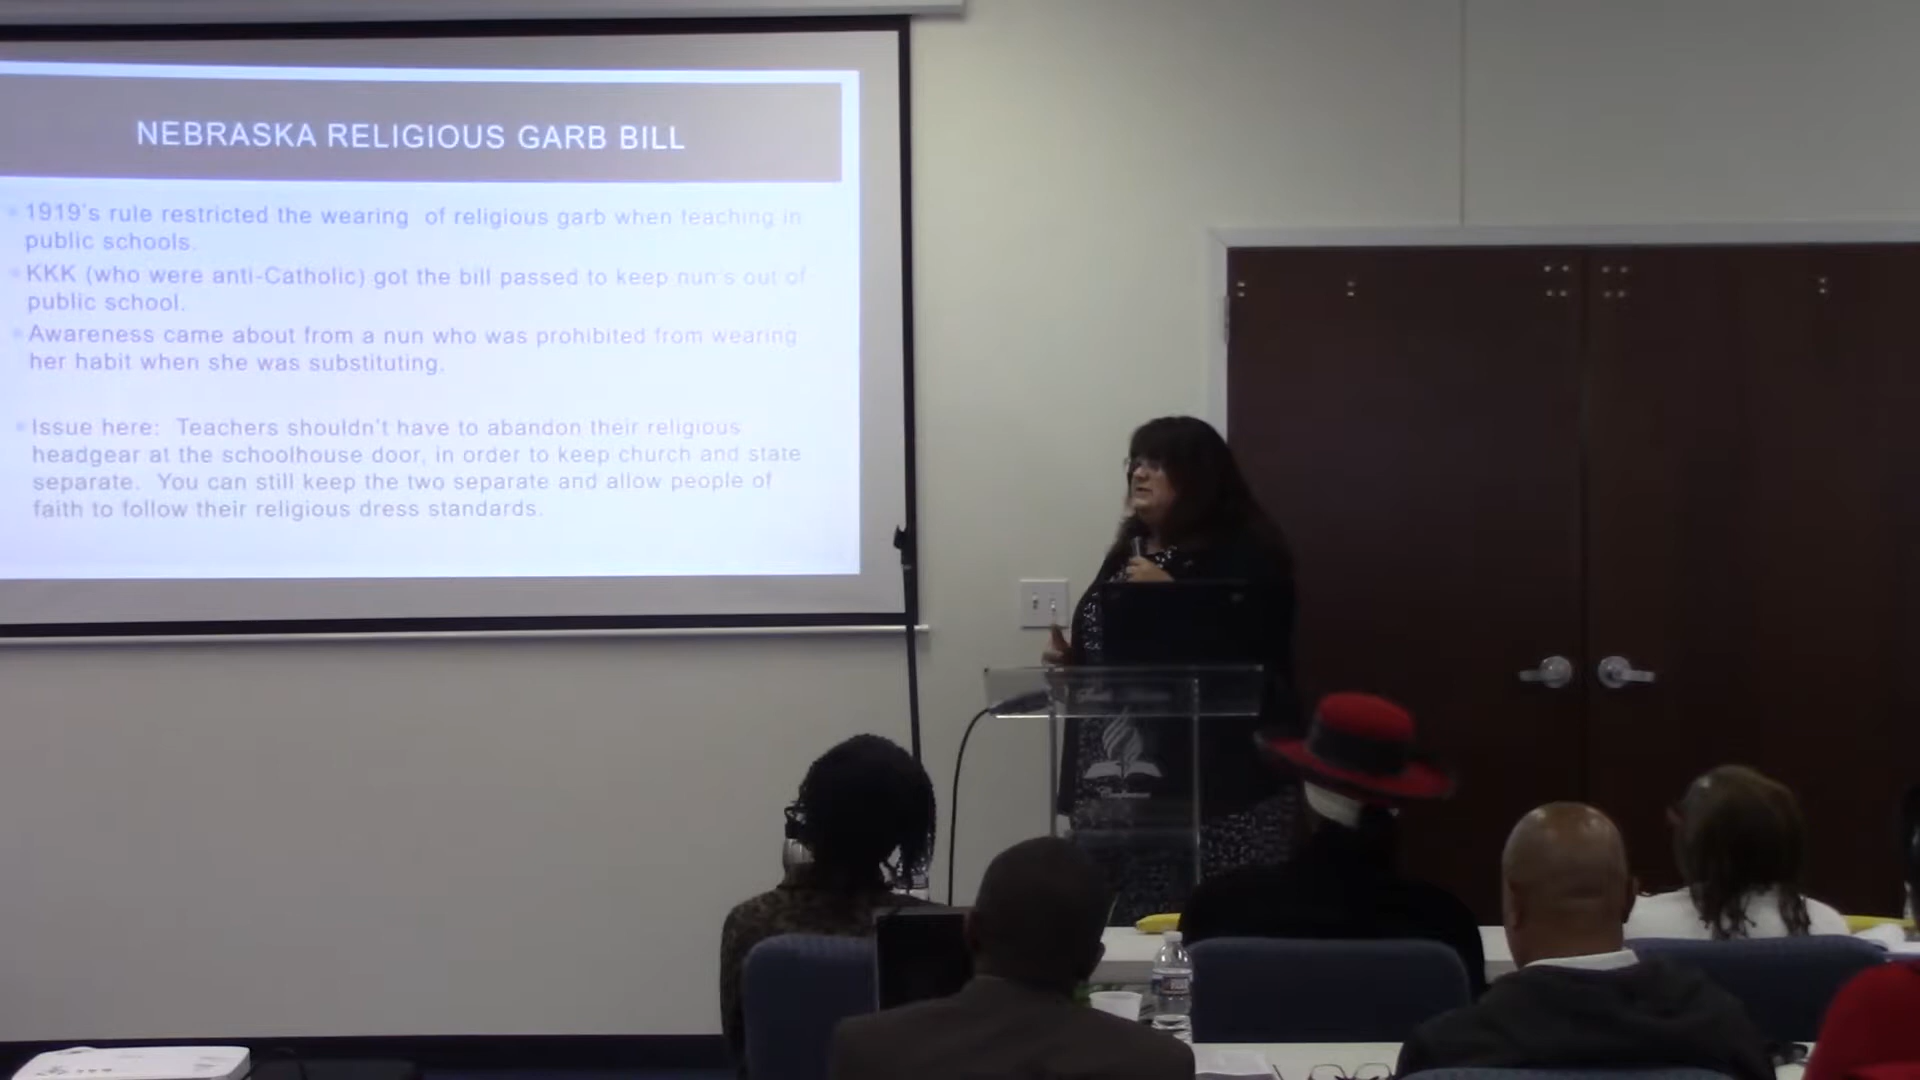 NEBRASKA RELIGIOUS GARB BILL
1919's rule restricted the wearing of religious garb when teaching in
public schools.
KKK (who were anti-Catholic) got the bill passed to keep nun's out of
public school.
Awareness came about from a nun who was prohibited from wearing
her habit when she was substituting.
Issue here: Teachers shouldn't have to abandon their religious
headgear at the schoolhouse door, in order to keep church and state
separate. You can still keep the two separate and allow people of
faith to follow their religious dress standards.
Conference